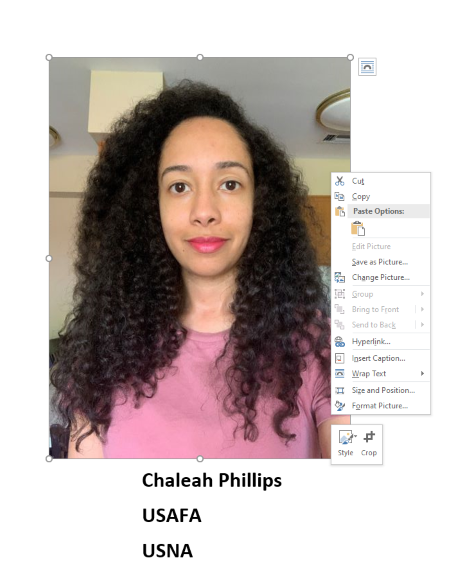 Cut
Copy
Paste Options:
Edit Picture
Save as Picture...
Change Picture...
Group
Bring to Front
Send to Back
Hyperlink...
Insert Caption...
Wrap Text
Size and Position...
Format Picture...
Style
Crop
Chaleah Phillips
USAFA
USNA